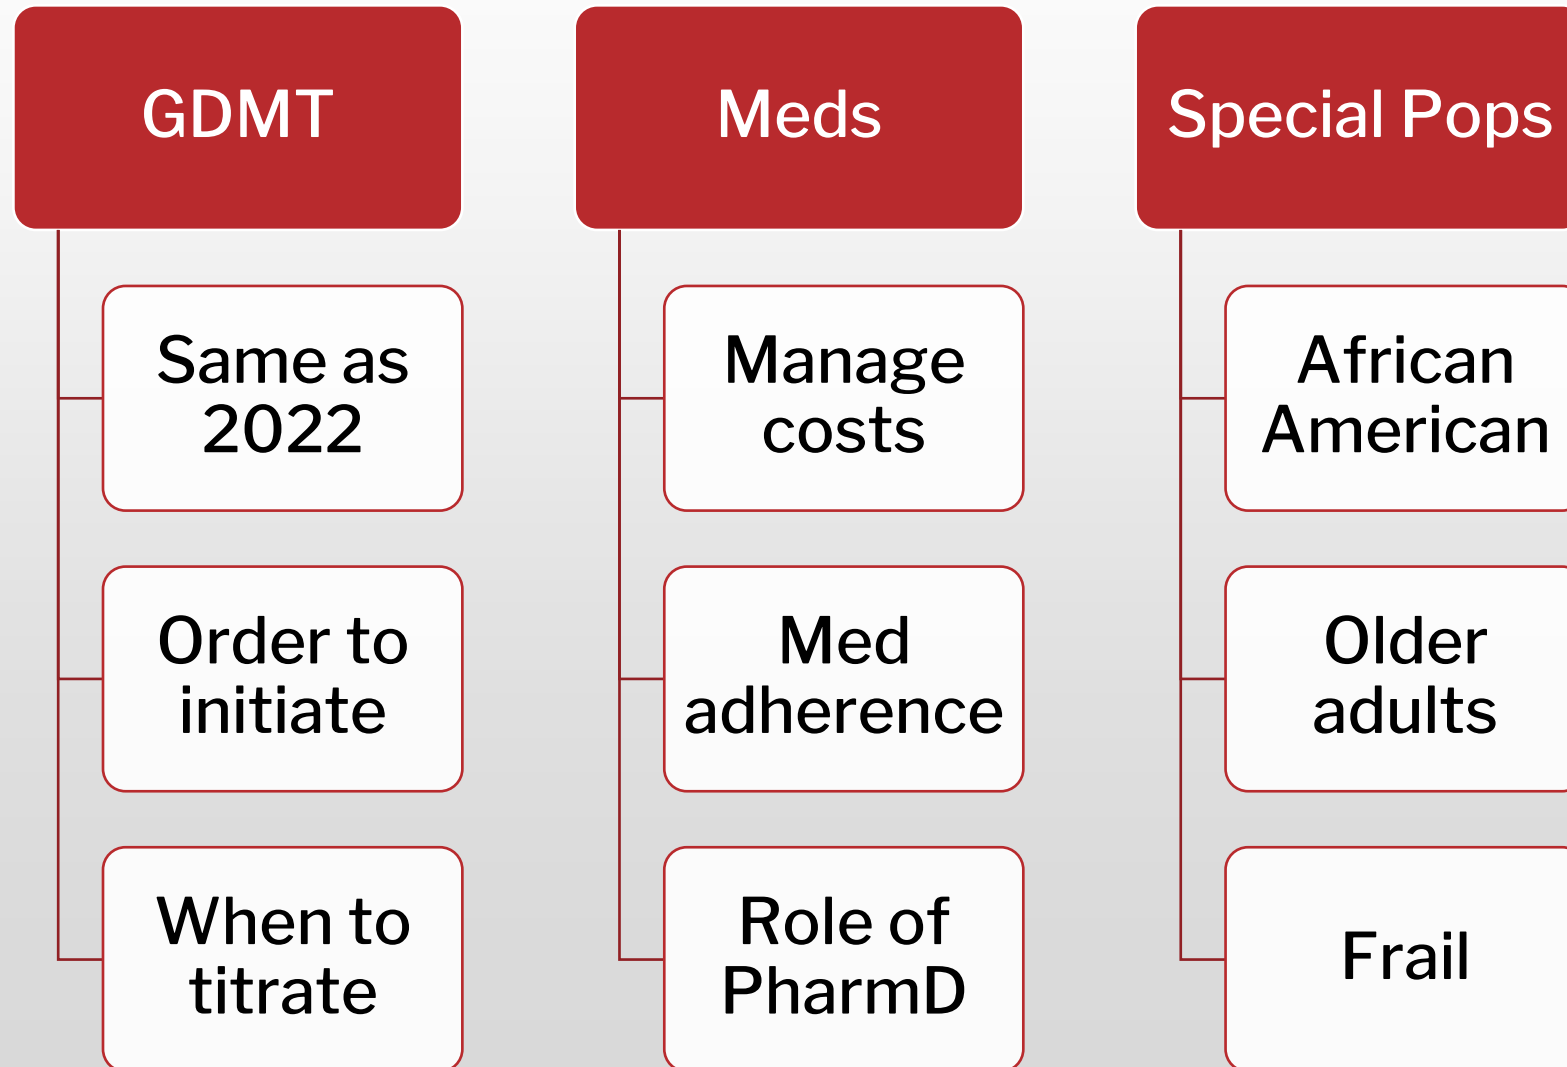 GDMT
Same as
2022
Order to
initiate
When to
titrate
Meds
Manage
costs
Med
adherence
Role of
PharmD
Special Pops
African
American
Older
adults
Frail